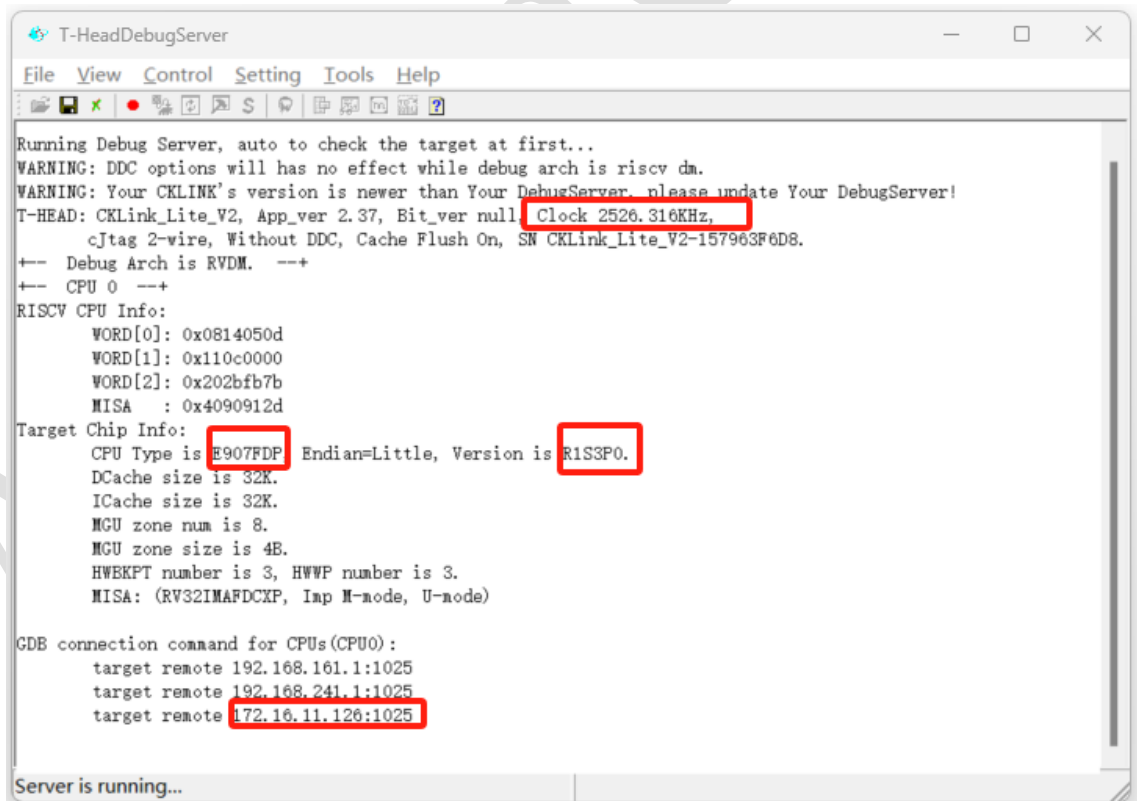 T-HeadDebugServer
File View Control Setting Tools Help
Running Debug Server, auto to check the target at first...
WARNING: DDC options will has no effect while debug arch is riscv dm.
WARNING: Your CKLINK's version is newer than Your DebugServer, please update Your DebugServer!
T-HEAD: CKLink_Lite_V2, App_ver 2.37, Bit_ver null, Clock 2526.316KHz,
cJtag 2-wire, Without DDC, Cache Flush On, SN CKLink_Lite_V2-157963F6D8.
+-- Debug Arch is RVDM. --+
+-- CPU 0 --+
RISCV CPU Info:
WORD[0]: 0x0814050d
WORD[1]: 0x110c0000
WORD[2]: 0x202bfb7b
MISA : 0x4090912d
Target Chip Info:
CPU Type is E907FDP, Endian=Little, Version is R1S3P0.
DCache size is 32K.
ICache size is 32K.
MGU zone num is 8.
MGU zone size is 4B.
HWBKPT number is 3, HWWP number is 3.
MISA: (RV32IMAFDCXP, Imp M-mode, U-mode)
GDB connection command for CPUs(CPU0):
target remote 192.168.161.1:1025
target remote 192.168.241.1:1025
target remote 172.16.11.126:1025
Server is running...